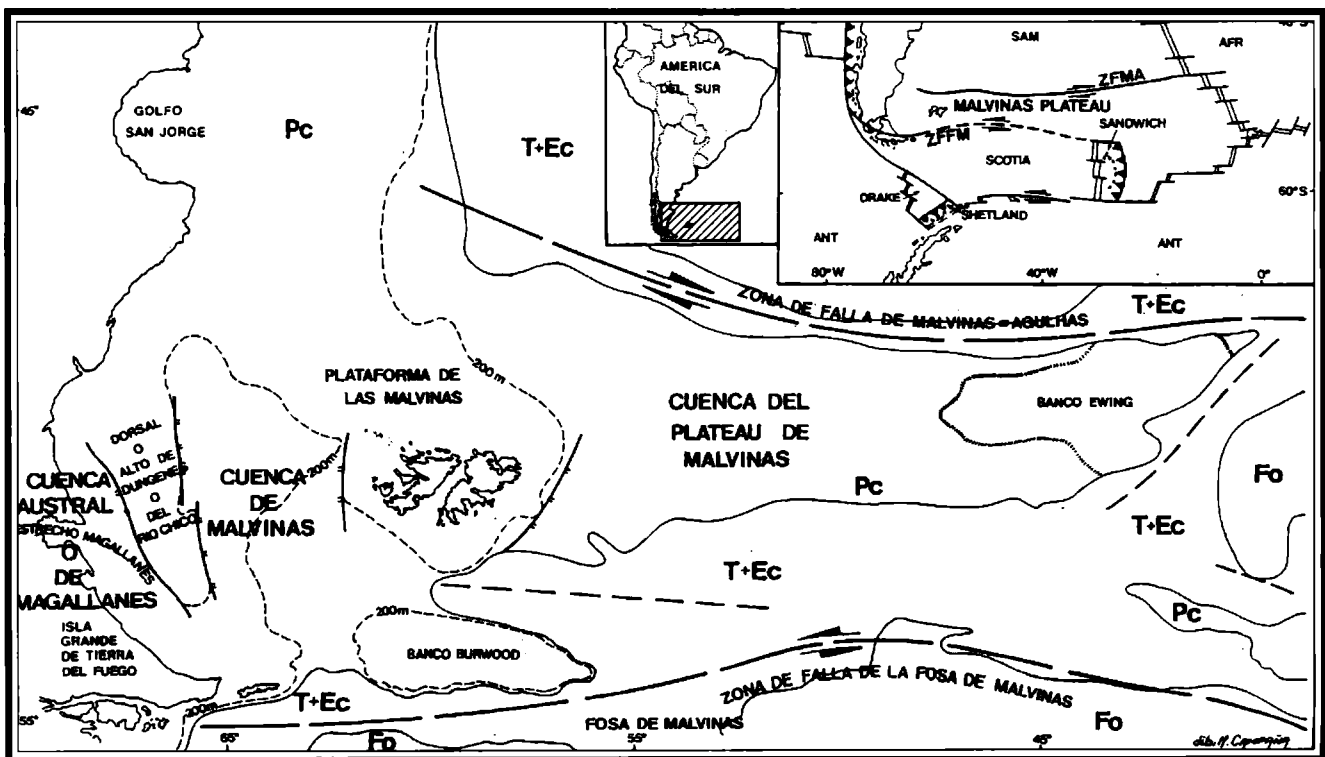 45°
GOLFO
SAN JORGE
Pc
T+Ec
AMERICA
DEL SUR
SAM
AFR
ZFMA
MALVINAS PLATEAU
SANDWICH
ZFFM
SCOTIA
DRAKE
SHETLAND
60°S
ANT
ANT
80°W
40°W
0°
ZONA DE FALLA DE MALVINAS-AGULHAS
T+Ec
200m
PLATAFORMA DE
LAS MALVINAS
CUENCA DEL
PLATEAU DE
MALVINAS
BANCO EWING
DORSAL
O
ALTO DE
DUNGENES
O
DEL
RIO CHICO
CUENCA
AUSTRAL
O
DE
MAGALLANES
ESTRECHO MAGALLANES
CUENCA
DE
MALVINAS
200m
Pc
Fo
T+Ec
T+Ec
Pc
ISLA
GRANDE
DE TIERRA
DEL FUEGO
200m
BANCO BURWOOD
ZONA DE FALLA DE LA FOSA DE MALVINAS
T+Ec
200m
FOSA DE MALVINAS
Fo
Fo
55°
65°
55°
45°